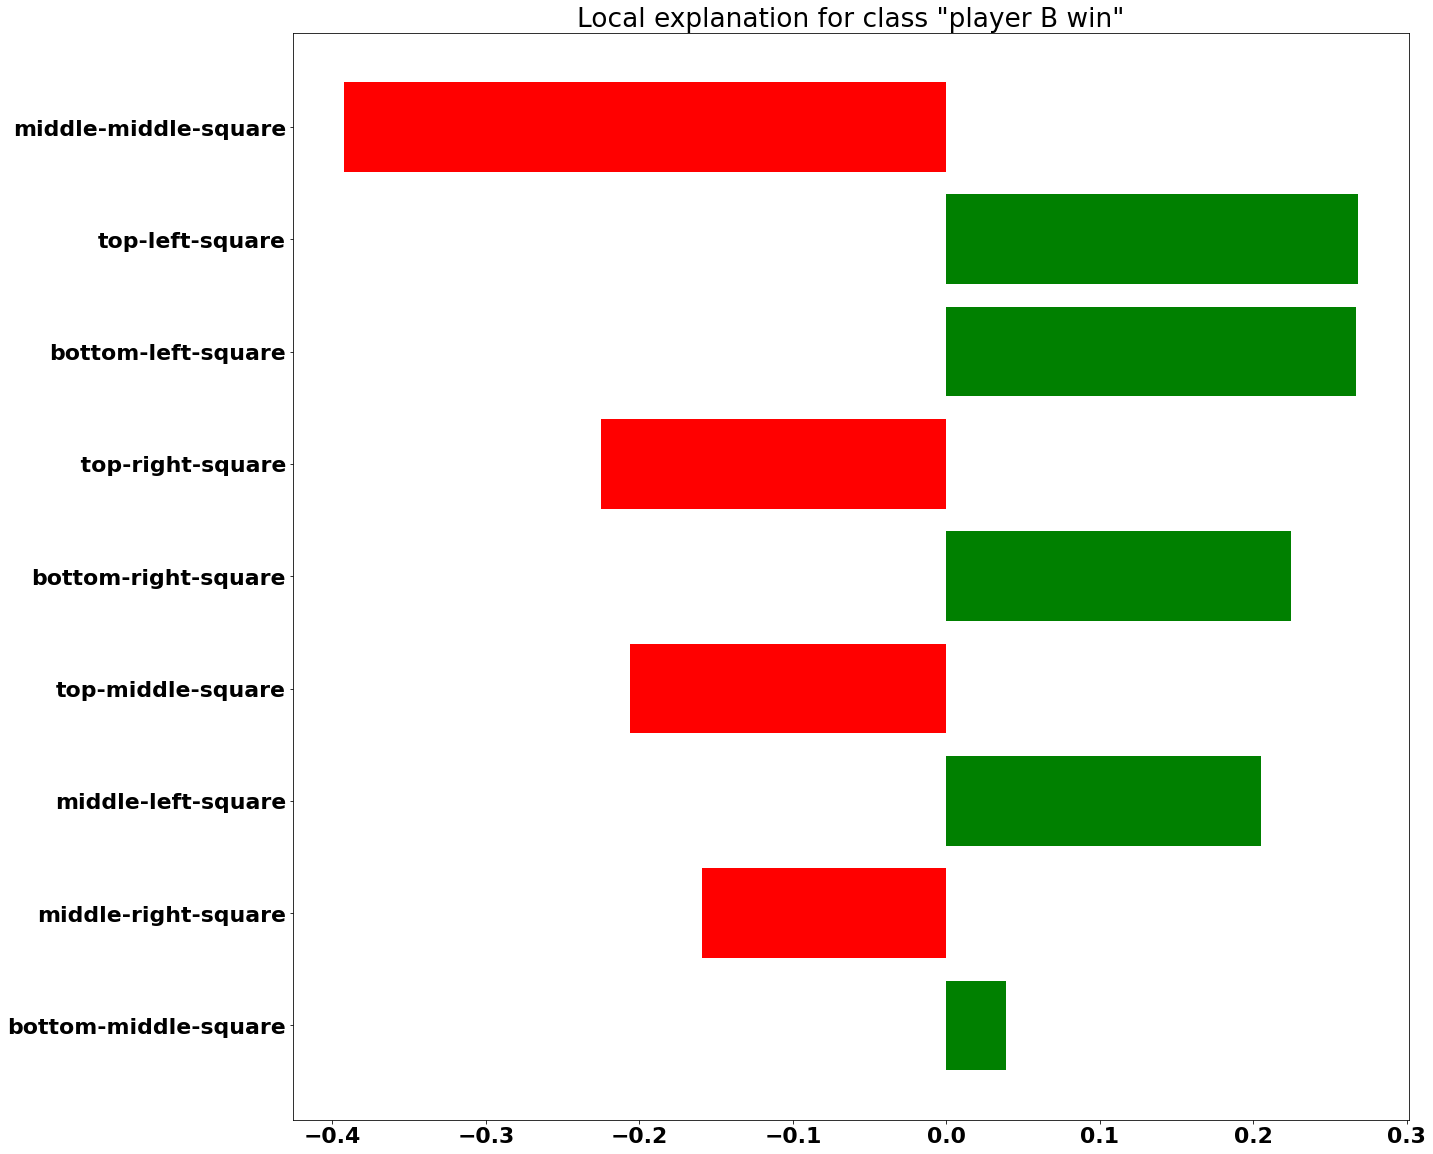 Local explanation for class "player B win"
middle-middle-square
top-left-square
bottom-left-square
top-right-square
bottom-right-square
top-middle-square
middle-left-square
middle-right-square
bottom-middle-square
−0.4 −0.3 −0.2 −0.1 0.0 0.1 0.2 0.3